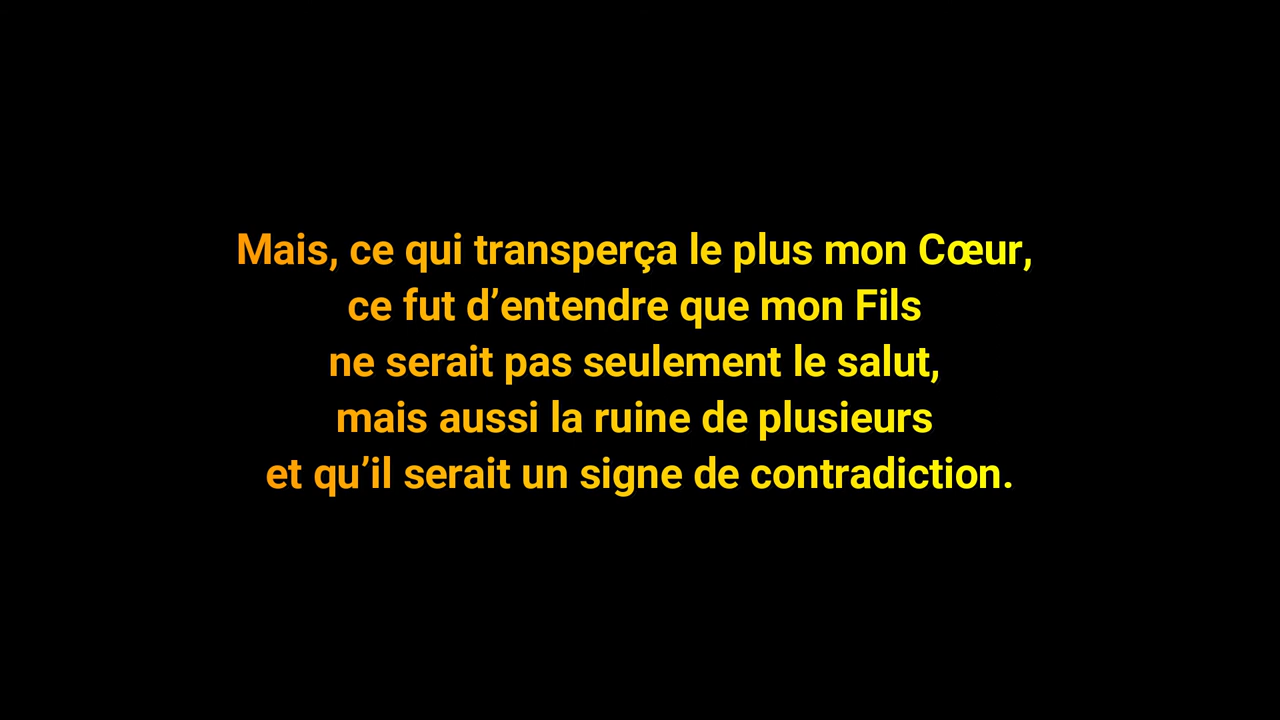 Mais, ce qui transperça le plus mon Cœur,
ce fut d’entendre que mon Fils
ne serait pas seulement le salut,
mais aussi la ruine de plusieurs
et qu’il serait un signe de contradiction.